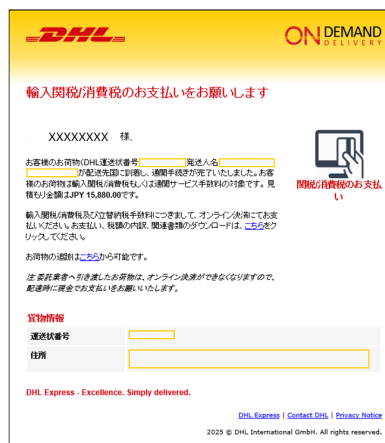 DHL
ON DEMAND
DELIVERY
輸入関税/消費税のお支払いをお願いします
XXXXXXXX 様,
お客様のお荷物(DHL運送状番号 発送人名
が配送先国に到着し、通関手続きが完了いたしました。お客
様のお荷物は輸入関税/消費税もしくは通関サービス手数料の対象です。見
積もり金額はJPY 15,880.00です。
関税/消費税のお支払
い
輸入関税/消費税及び立替納税手数料につきまして、オンライン決済にてお支
払いください。お支払い、税額の内訳、関連書類のダウンロードは、こちらをク
リックしてください。
お荷物の追跡はこちらから可能です。
注:委託業者へ引き渡したお荷物は、オンライン決済ができなくなりますので、
配達時に現金でお支払いをお願いいたします。
貨物情報
運送状番号
住所
DHL Express - Excellence. Simply delivered.
DHL Express | Contact DHL | Privacy Notice
2025 © DHL International GmbH. All rights reserved.